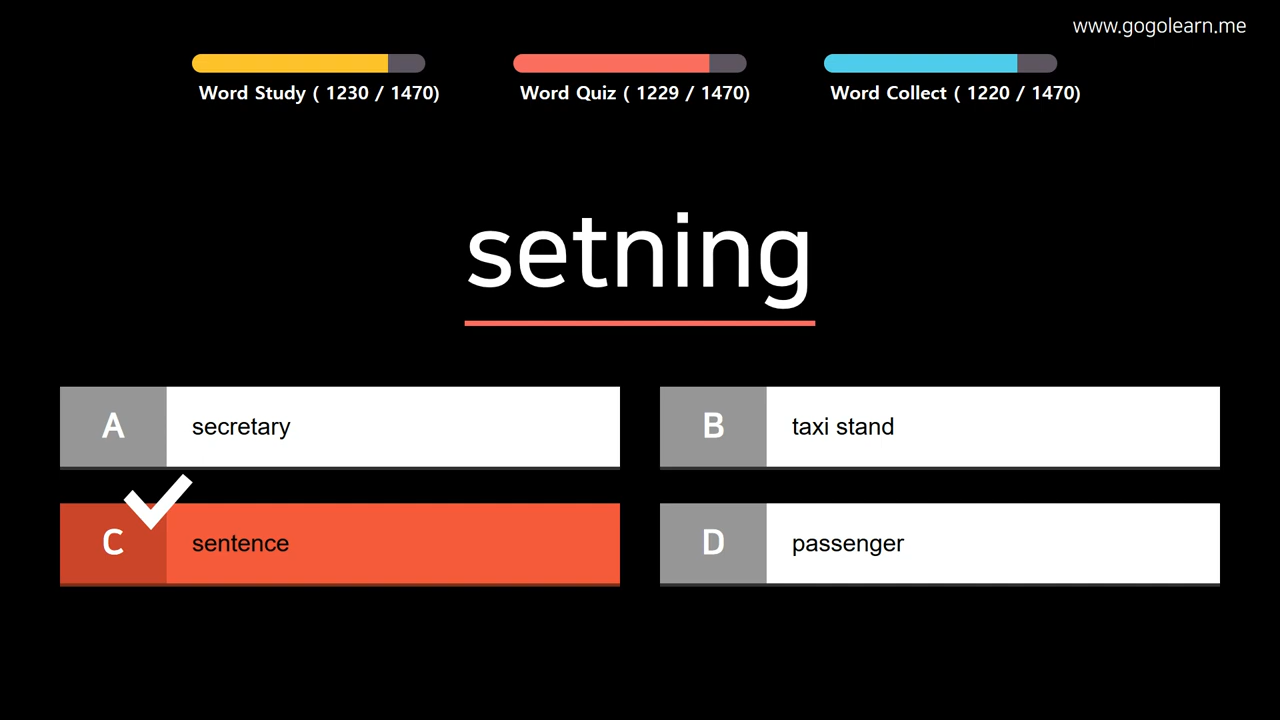 www.gogolearn.me
Word Study ( 1230 / 1470)
Word Quiz ( 1229 / 1470)
Word Collect ( 1220 / 1470)
setning
A secretary
B taxi stand
C sentence
D passenger